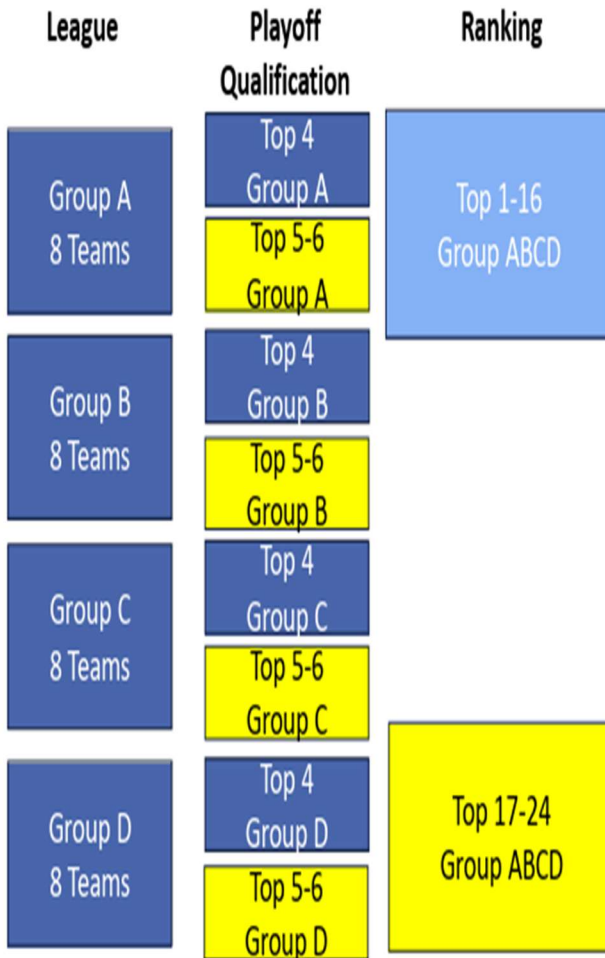 League
Playoff
Qualification
Ranking
Group A
8 Teams
Top 4
Group A
Top 5-6
Group A
Top 1-16
Group ABCD
Group B
8 Teams
Top 4
Group B
Top 5-6
Group B
Group C
8 Teams
Top 4
Group C
Top 5-6
Group C
Group D
8 Teams
Top 4
Group D
Top 5-6
Group D
Top 17-24
Group ABCD